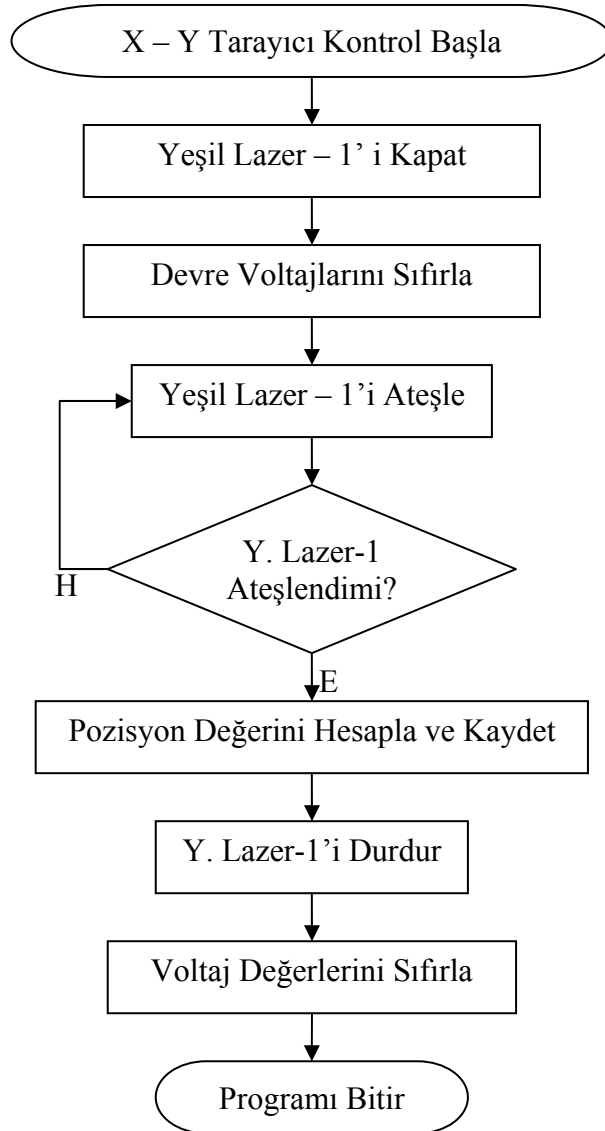 X – Y Tarayıcı Kontrol Başla
Yeşil Lazer – 1’ i Kapat
Devre Voltajlarını Sıfırla
Yeşil Lazer – 1’i Ateşle
Y. Lazer-1
Ateşlendimi?
H
E
Pozisyon Değerini Hesapla ve Kaydet
Y. Lazer-1’i Durdur
Voltaj Değerlerini Sıfırla
Programı Bitir